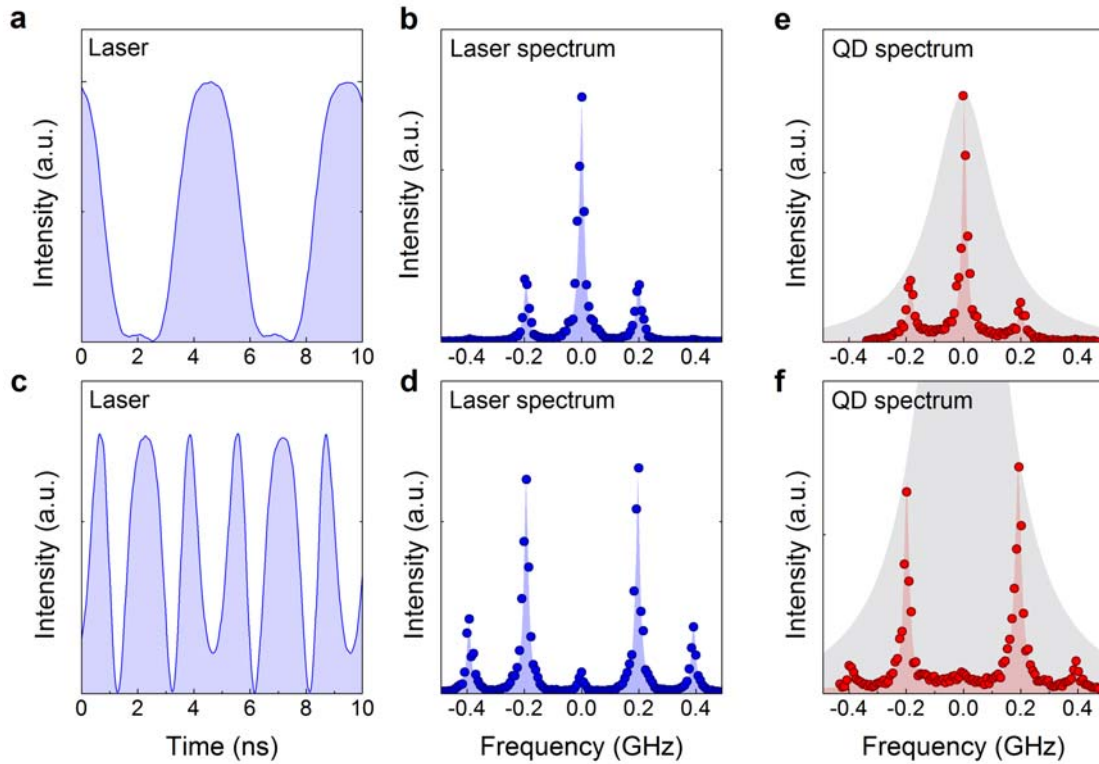 a
Laser
Intensity (a.u.)
0 2 4 6 8 10
b
Laser spectrum
Intensity (a.u.)
-0.4 -0.2 0.0 0.2 0.4
e
QD spectrum
Intensity (a.u.)
-0.4 -0.2 0.0 0.2 0.4
c
Laser
Intensity (a.u.)
0 2 4 6 8 10
Time (ns)
d
Laser spectrum
Intensity (a.u.)
-0.4 -0.2 0.0 0.2 0.4
Frequency (GHz)
f
QD spectrum
Intensity (a.u.)
-0.4 -0.2 0.0 0.2 0.4
Frequency (GHz)